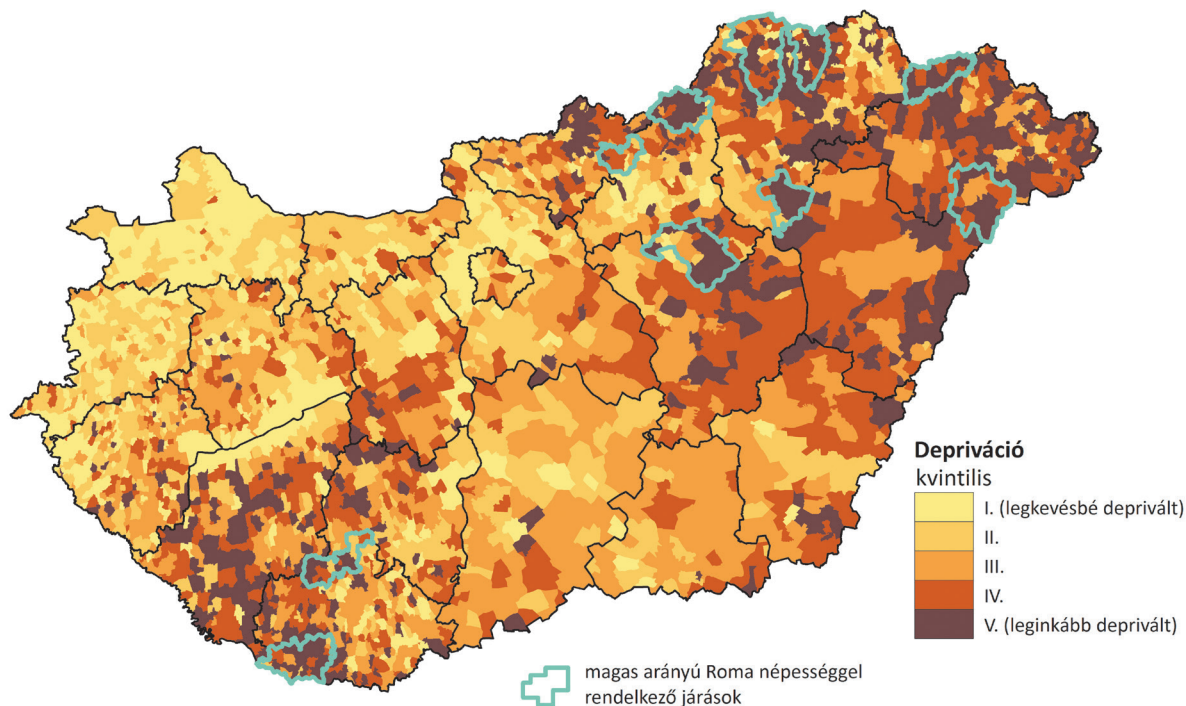 Depriváció
kvintilis
I. (legkevésbé deprivált)
II.
III.
IV.
V. (leginkább deprivált)
magas arányú Roma népességgel
rendelkező járások